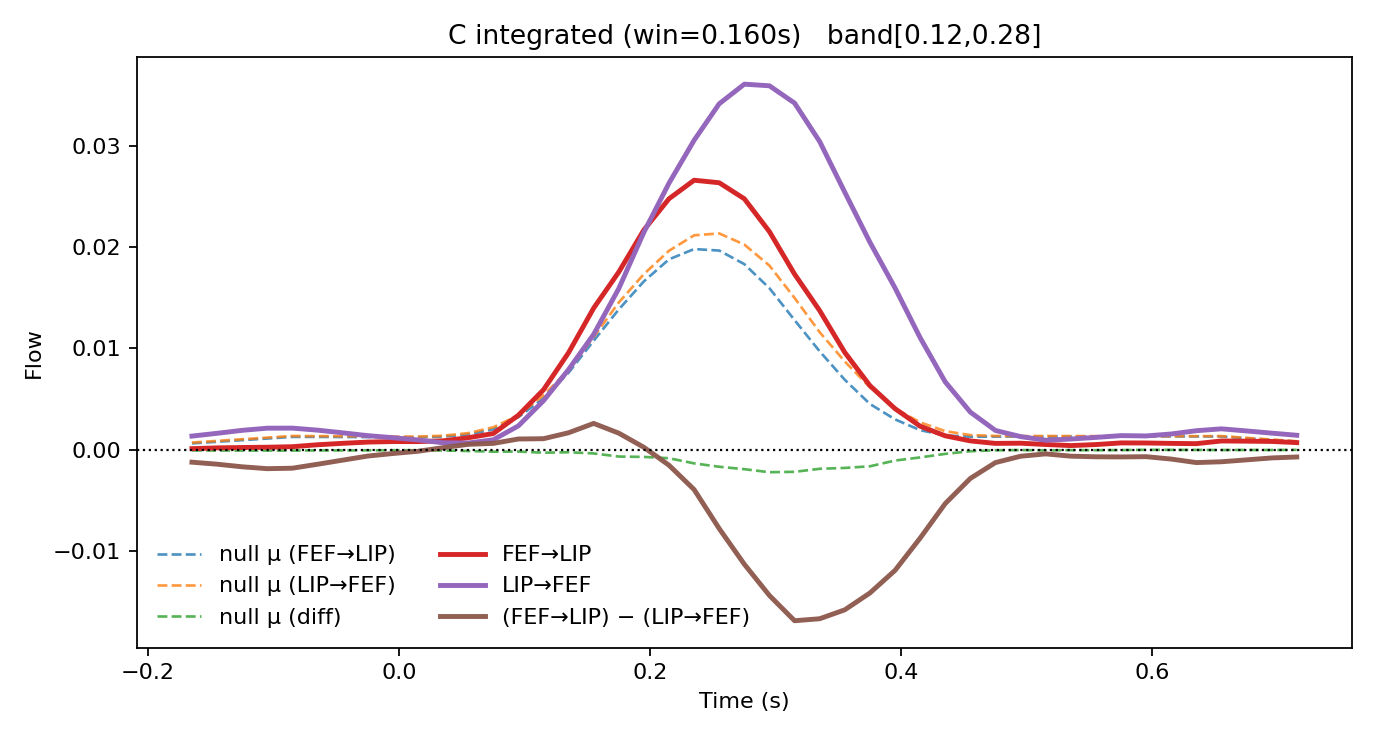 C integrated (win=0.160s)   band[0.12,0.28]
Flow
0.03
0.02
0.01
0.00
−0.01
null μ (FEF→LIP)
null μ (LIP→FEF)
null μ (diff)
FEF→LIP
LIP→FEF
(FEF→LIP) − (LIP→FEF)
−0.2
0.0
0.2
0.4
0.6
Time (s)